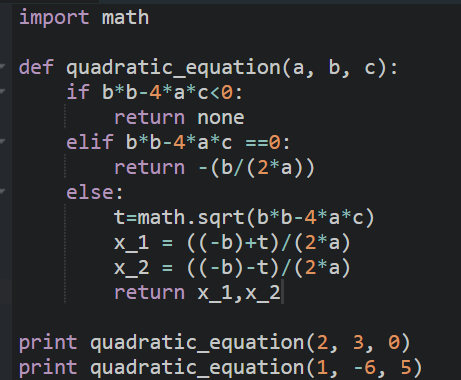 import math
def quadratic_equation(a, b, c):
if b*b-4*a*c<0:
return none
elif b*b-4*a*c ==0:
return -(b/(2*a))
else:
t=math.sqrt(b*b-4*a*c)
x_1 = ((-b)+t)/(2*a)
x_2 = ((-b)-t)/(2*a)
return x_1,x_2
print quadratic_equation(2, 3, 0)
print quadratic_equation(1, -6, 5)